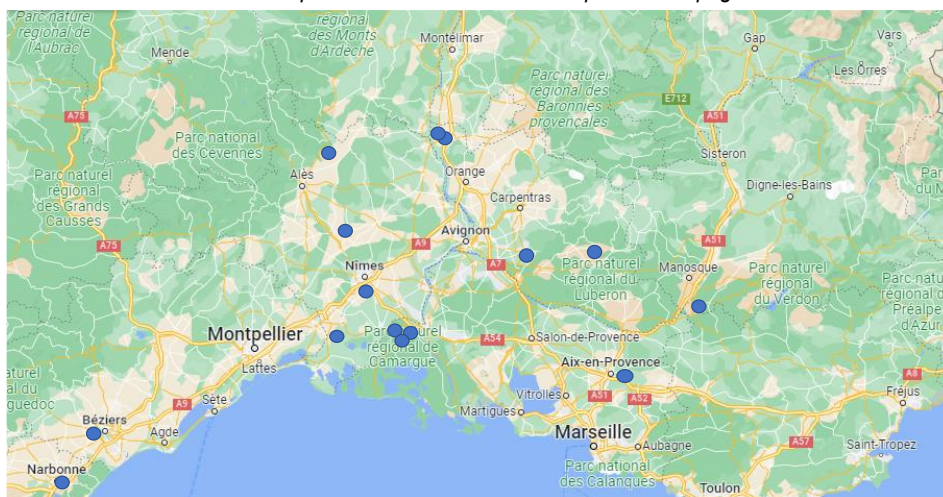 régional de
l'Aubrac
Mende
régional
des Monts
d'Ardèche
Montélimar
Gap
Vars
Les Orres
A75
Parc naturel
régional des
Baronnies
provençales
E712
A51
Parc national
des Cévennes
Sisteron
Alès
Orange
Parc naturel
régional
des Grands
Causses
Carpentras
Digne-les-Bains
Avignon
A9
A75
A7
A51
Nîmes
Parc naturel
régional du
Luberon
Manosque
Parc naturel
régional
du Verdon
Montpellier
Parc naturel
régional de
Camargue
A54
Salon-de-Provence
Lattes
Aix-en-Provence
A8
Fréjus
Sète
A9
Vitrolles
A51
A52
Béziers
Agde
Martigues
Marseille
Aubagne
A57
Saint-Tropez
Narbonne
Parc national
des Calanques
Toulon